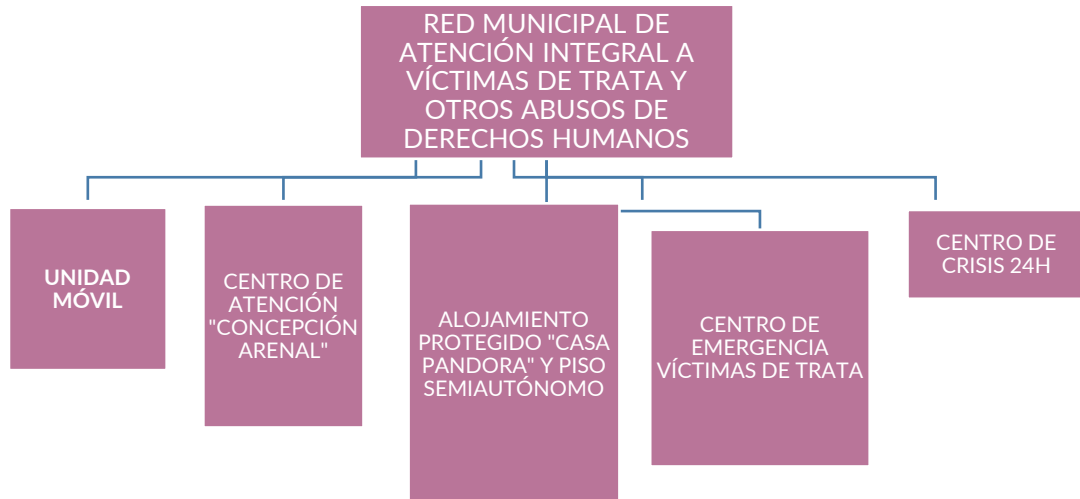 RED MUNICIPAL DE
ATENCIÓN INTEGRAL A
VÍCTIMAS DE TRATA Y
OTROS ABUSOS DE
DERECHOS HUMANOS
UNIDAD
MÓVIL
CENTRO DE
ATENCIÓN
"CONCEPCIÓN
ARENAL"
ALOJAMIENTO
PROTEGIDO "CASA
PANDORA" Y PISO
SEMIAUTÓNOMO
CENTRO DE
EMERGENCIA
VÍCTIMAS DE TRATA
CENTRO DE
CRISIS 24H